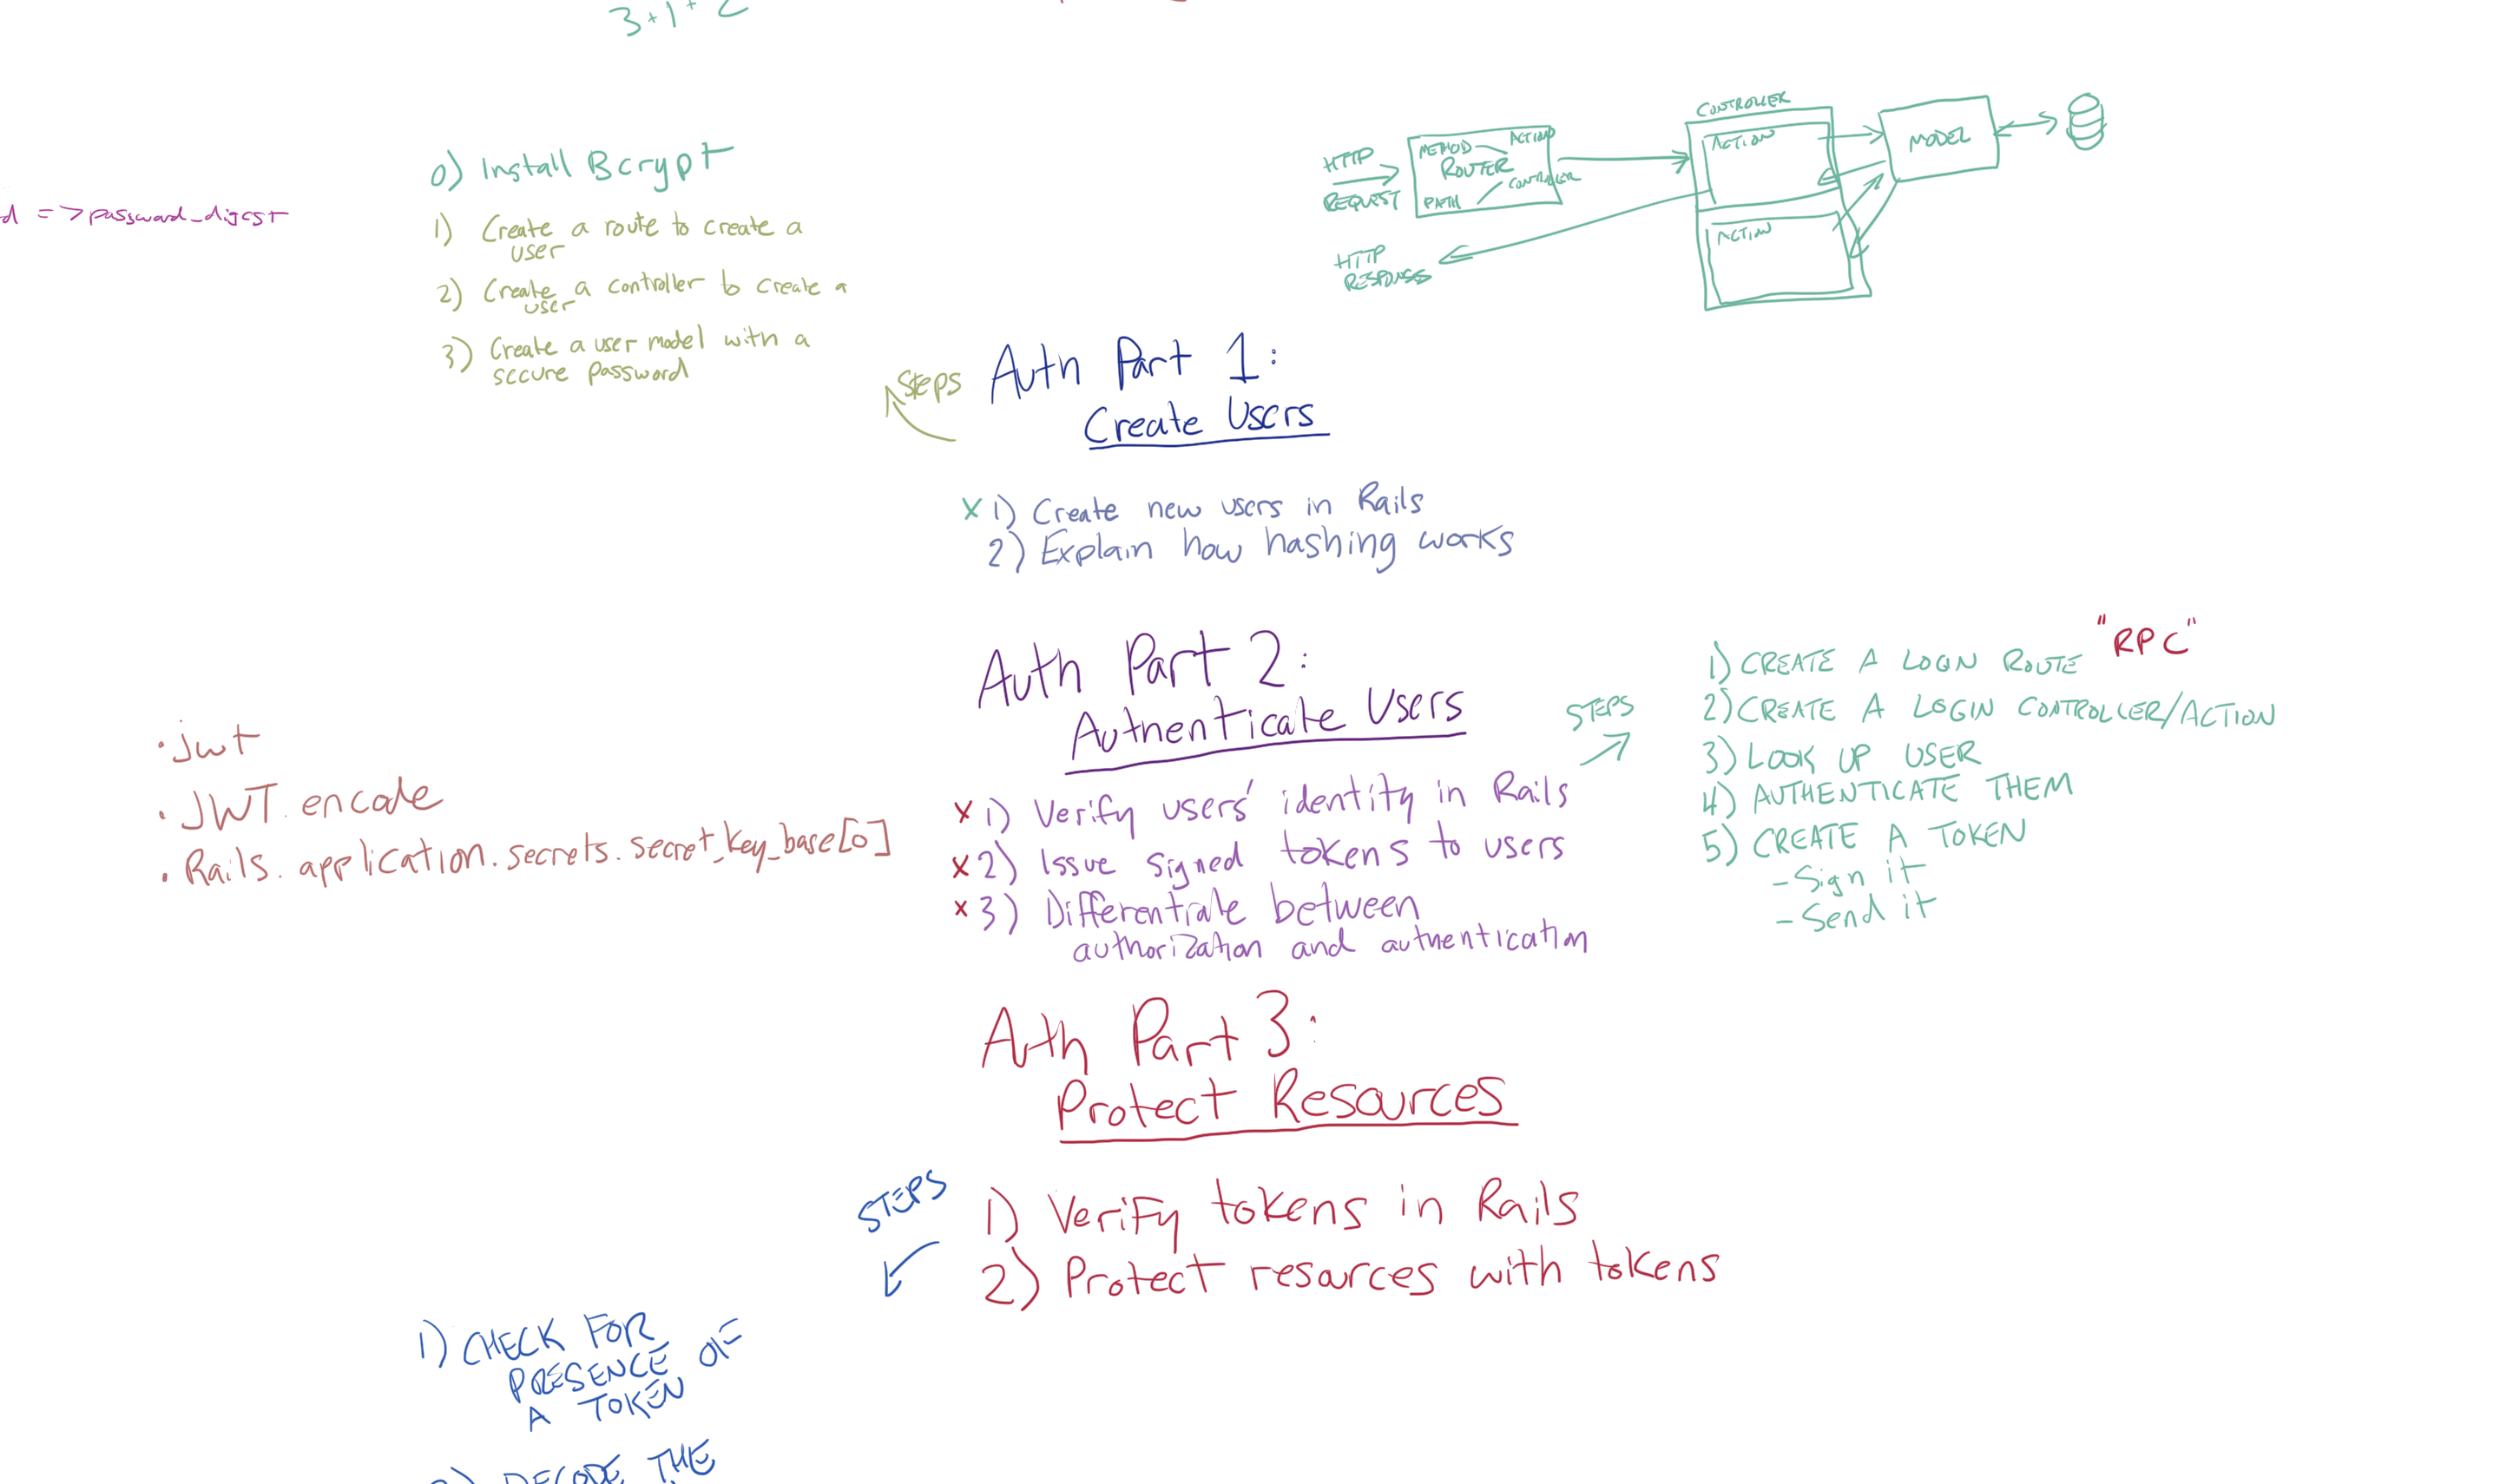 3+1+2
d => password_digest
0) Install Bcrypt
1) Create a route to create a
user
2) Create a controller to create a
user
3) Create a user model with a
secure password
HTTP
REQUEST
METHOD
ACTION
ROUTER
PATH
CONTROLLER
HTTP
RESPONSE
CONTROLLER
ACTION
ACTION
MODEL
Steps
Auth Part 1:
Create Users
X 1) Create new users in Rails
2) Explain how hashing works
Auth Part 2:
Authenticate Users
X 1) Verify users' identity in Rails
X 2) Issue signed tokens to users
X 3) Differentiate between
authorization and authentication
STEPS
1) CREATE A LOGIN ROUTE "RPC"
2) CREATE A LOGIN CONTROLLER/ACTION
3) LOOK UP USER
4) AUTHENTICATE THEM
5) CREATE A TOKEN
- Sign it
- Send it
• jwt
• JWT.encode
• Rails.application.secrets.secret_key_base[0]
Auth Part 3:
Protect Resources
STEPS
1) Verify tokens in Rails
2) Protect resources with tokens
1) CHECK FOR
PRESENCE OF
A TOKEN
2) DECODE THE